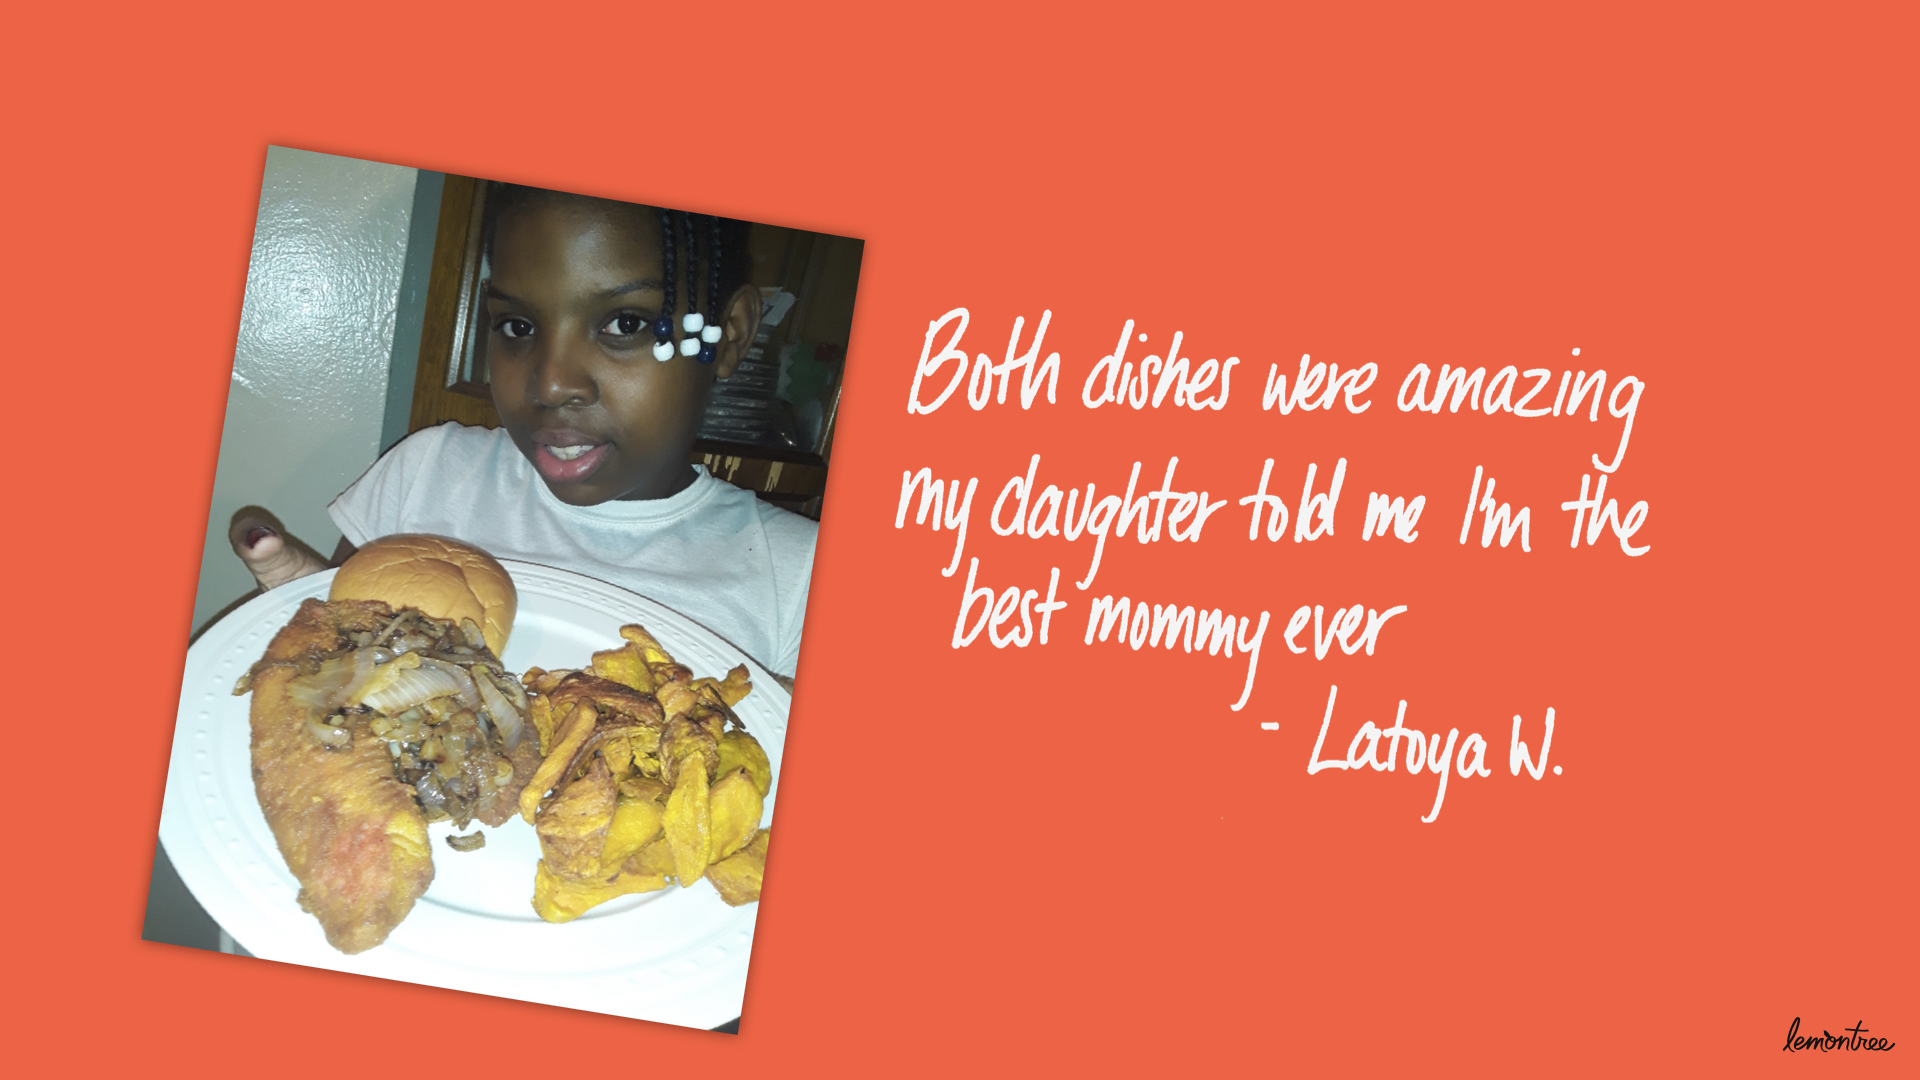 Both dishes were amazing
my daughter told me I'm the
best mommy ever
- Latoya W.
lemontree